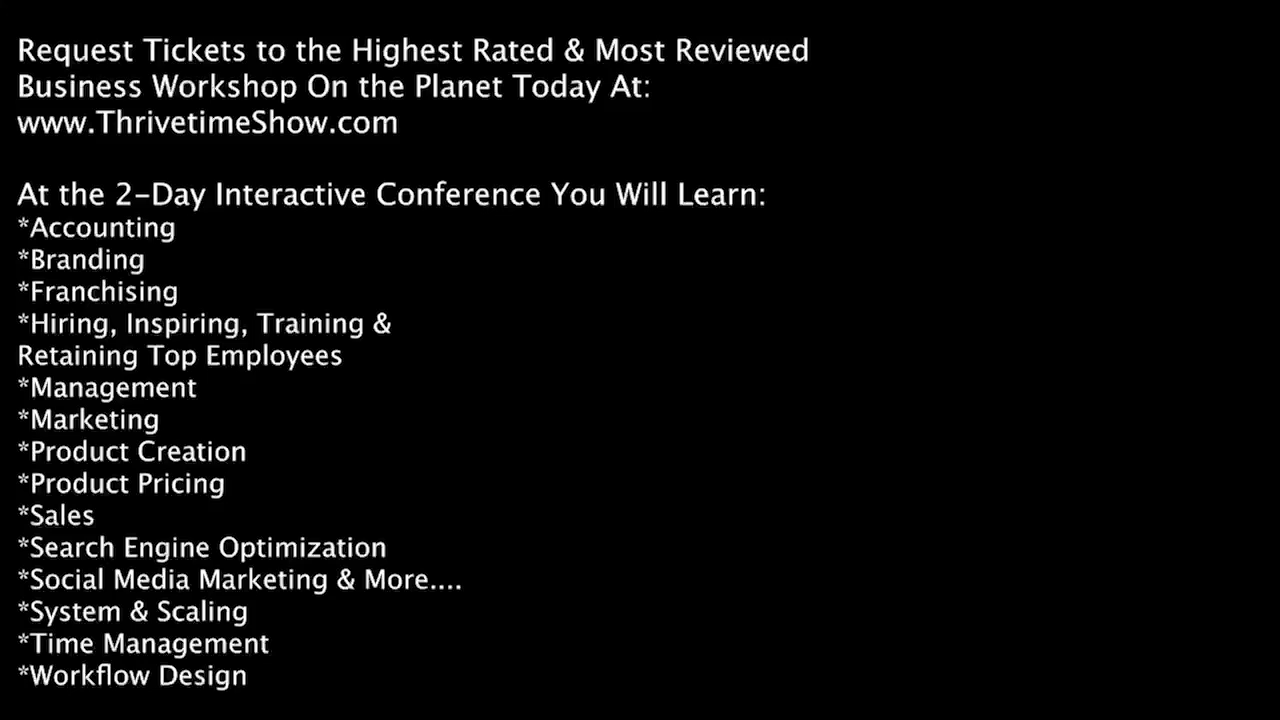 Request Tickets to the Highest Rated & Most Reviewed
Business Workshop On the Planet Today At:
www.ThrivetimeShow.com
At the 2-Day Interactive Conference You Will Learn:
*Accounting
*Branding
*Franchising
*Hiring, Inspiring, Training &
Retaining Top Employees
*Management
*Marketing
*Product Creation
*Product Pricing
*Sales
*Search Engine Optimization
*Social Media Marketing & More....
*System & Scaling
*Time Management
*Workflow Design